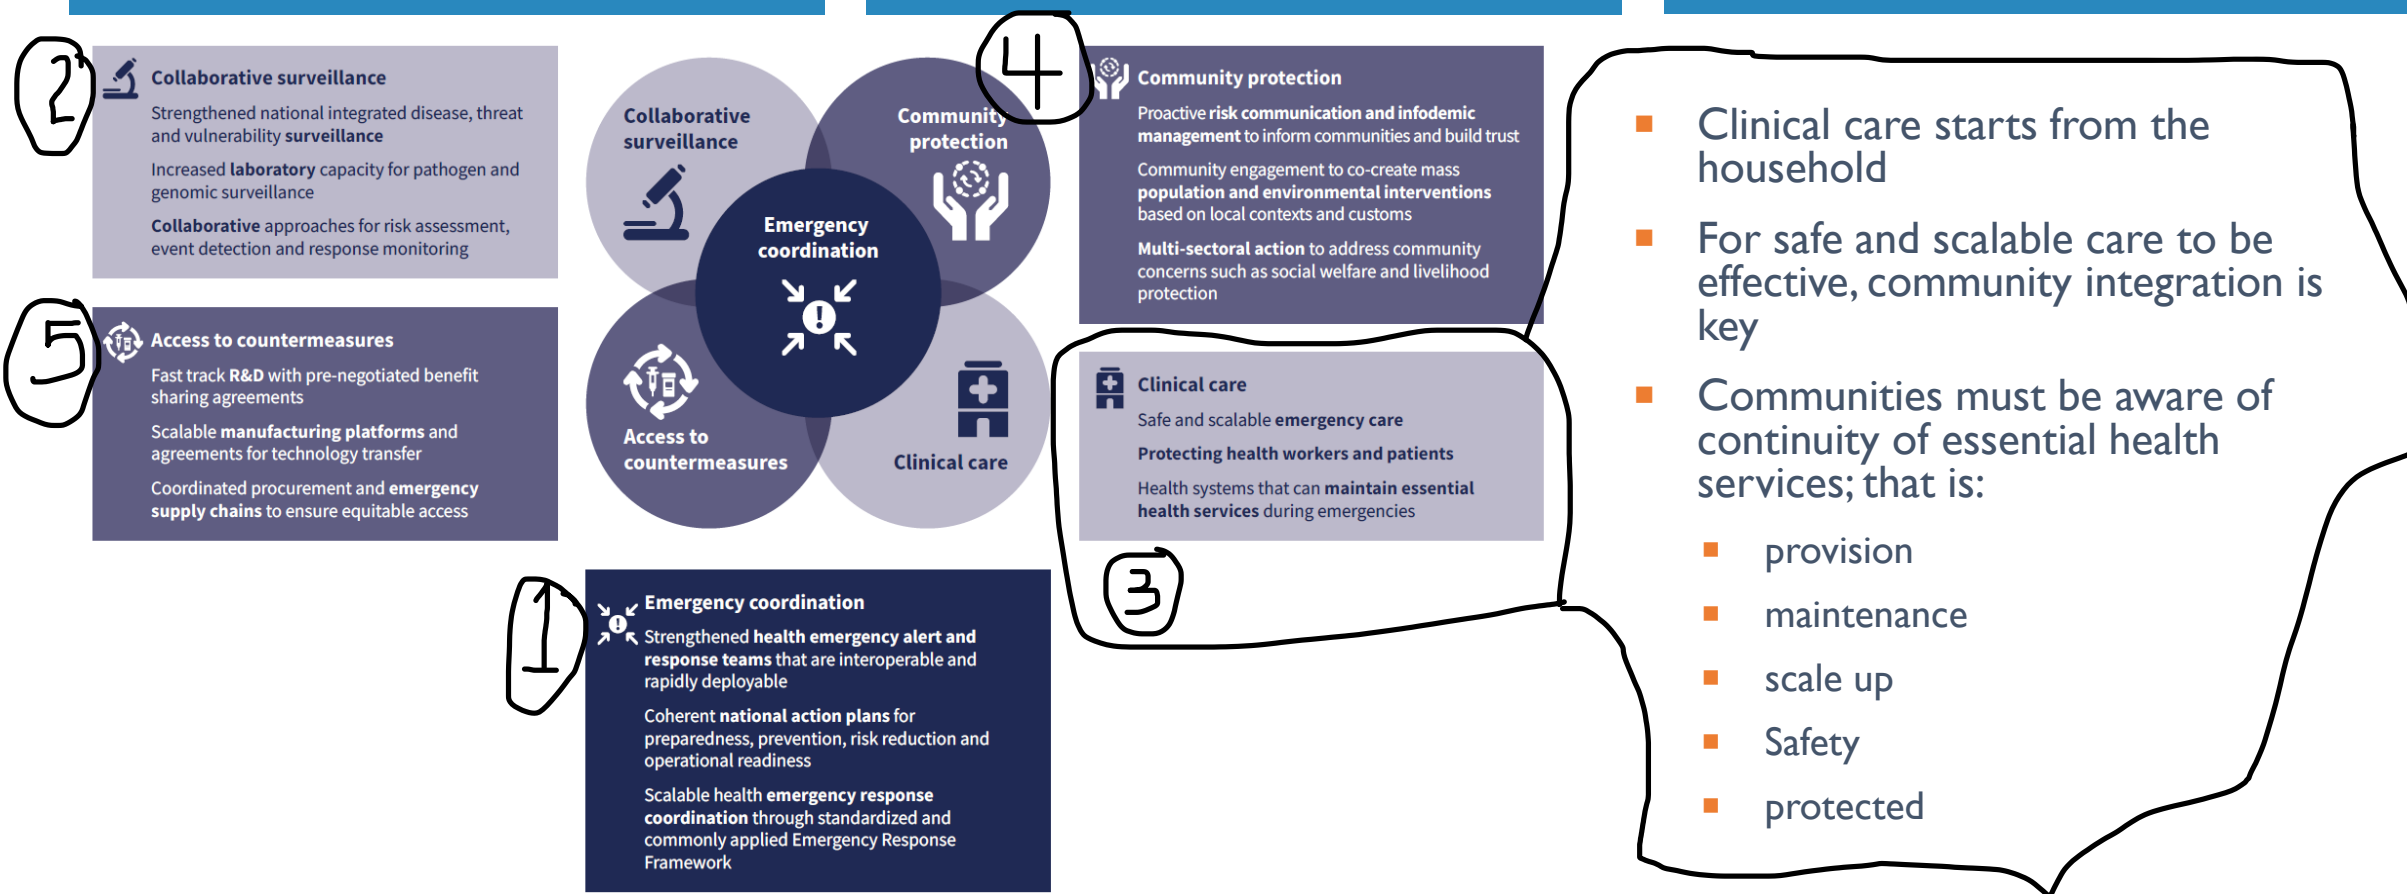 2
Collaborative surveillance
Strengthened national integrated disease, threat
and vulnerability surveillance
Increased laboratory capacity for pathogen and
genomic surveillance
Collaborative approaches for risk assessment,
event detection and response monitoring
5
Access to countermeasures
Fast track R&D with pre-negotiated benefit
sharing agreements
Scalable manufacturing platforms and
agreements for technology transfer
Coordinated procurement and emergency
supply chains to ensure equitable access
Collaborative
surveillance
Community
protection
Emergency
coordination
Access to
countermeasures
Clinical care
1
Emergency coordination
Strengthened health emergency alert and
response teams that are interoperable and
rapidly deployable
Coherent national action plans for
preparedness, prevention, risk reduction and
operational readiness
Scalable health emergency response
coordination through standardized and
commonly applied Emergency Response
Framework
4
Community protection
Proactive risk communication and infodemic
management to inform communities and build trust
Community engagement to co-create mass
population and environmental interventions
based on local contexts and customs
Multi-sectoral action to address community
concerns such as social welfare and livelihood
protection
Clinical care
Safe and scalable emergency care
Protecting health workers and patients
Health systems that can maintain essential
health services during emergencies
3
Clinical care starts from the
household
For safe and scalable care to be
effective, community integration is
key
Communities must be aware of
continuity of essential health
services; that is:
provision
maintenance
scale up
Safety
protected